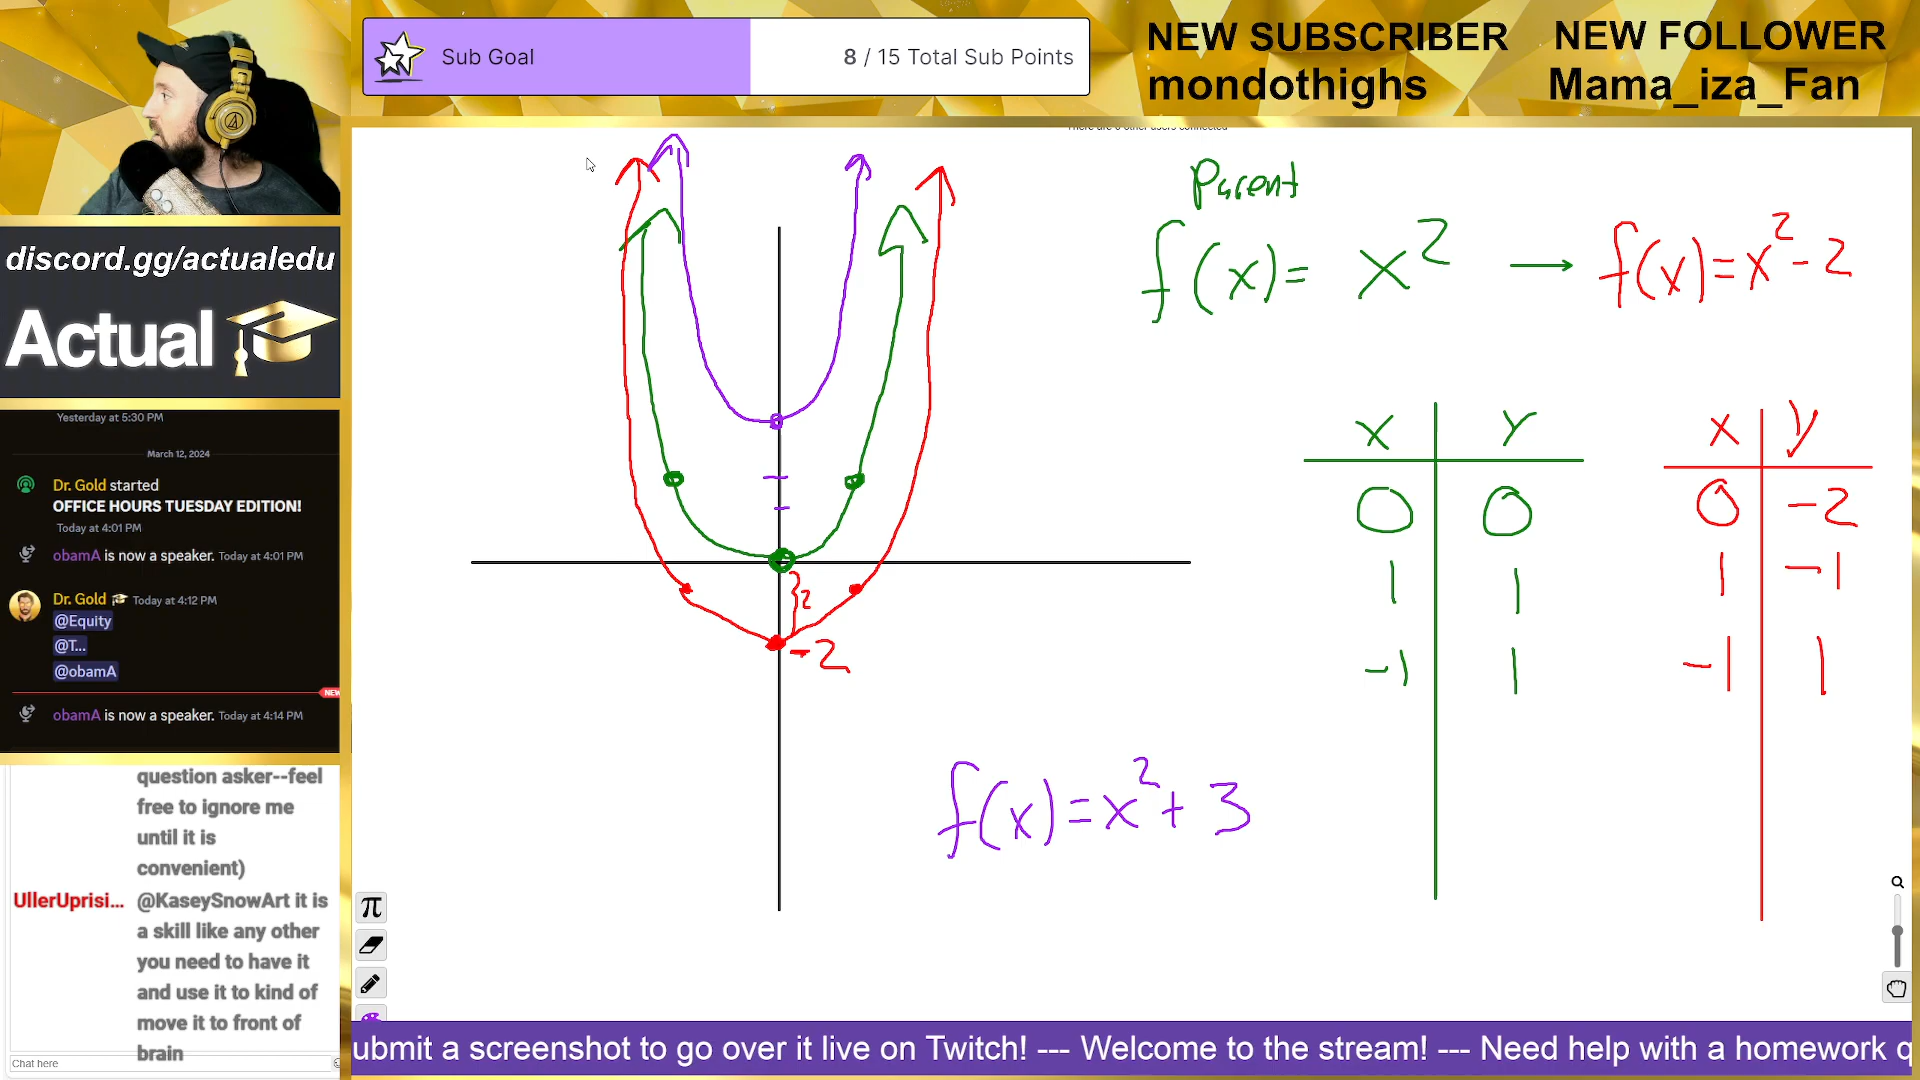 Sub Goal
8 / 15 Total Sub Points
NEW SUBSCRIBER
mondothighs
NEW FOLLOWER
Mama_iza_Fan
discord.gg/actualedu
Actual
Yesterday at 5:30 PM
March 12, 2024
Dr. Gold started
OFFICE HOURS TUESDAY EDITION!
Today at 4:01 PM
obamA is now a speaker. Today at 4:01 PM
Dr. Gold Today at 4:12 PM
@Equity
@T...
@obamA
NEW
obamA is now a speaker. Today at 4:14 PM
question asker--feel
free to ignore me
until it is
convenient)
UllerUprisi... @KaseySnowArt it is
a skill like any other
you need to have it
and use it to kind of
move it to front of
brain
Chat here
Parent
f(x)= x² → f(x)=x²-2
x y
0 0
1 1
-1 1
x y
0 -2
1 -1
-1 1
2
-2
f(x)=x²+3
π
ubmit a screenshot to go over it live on Twitch! --- Welcome to the stream! --- Need help with a homework q